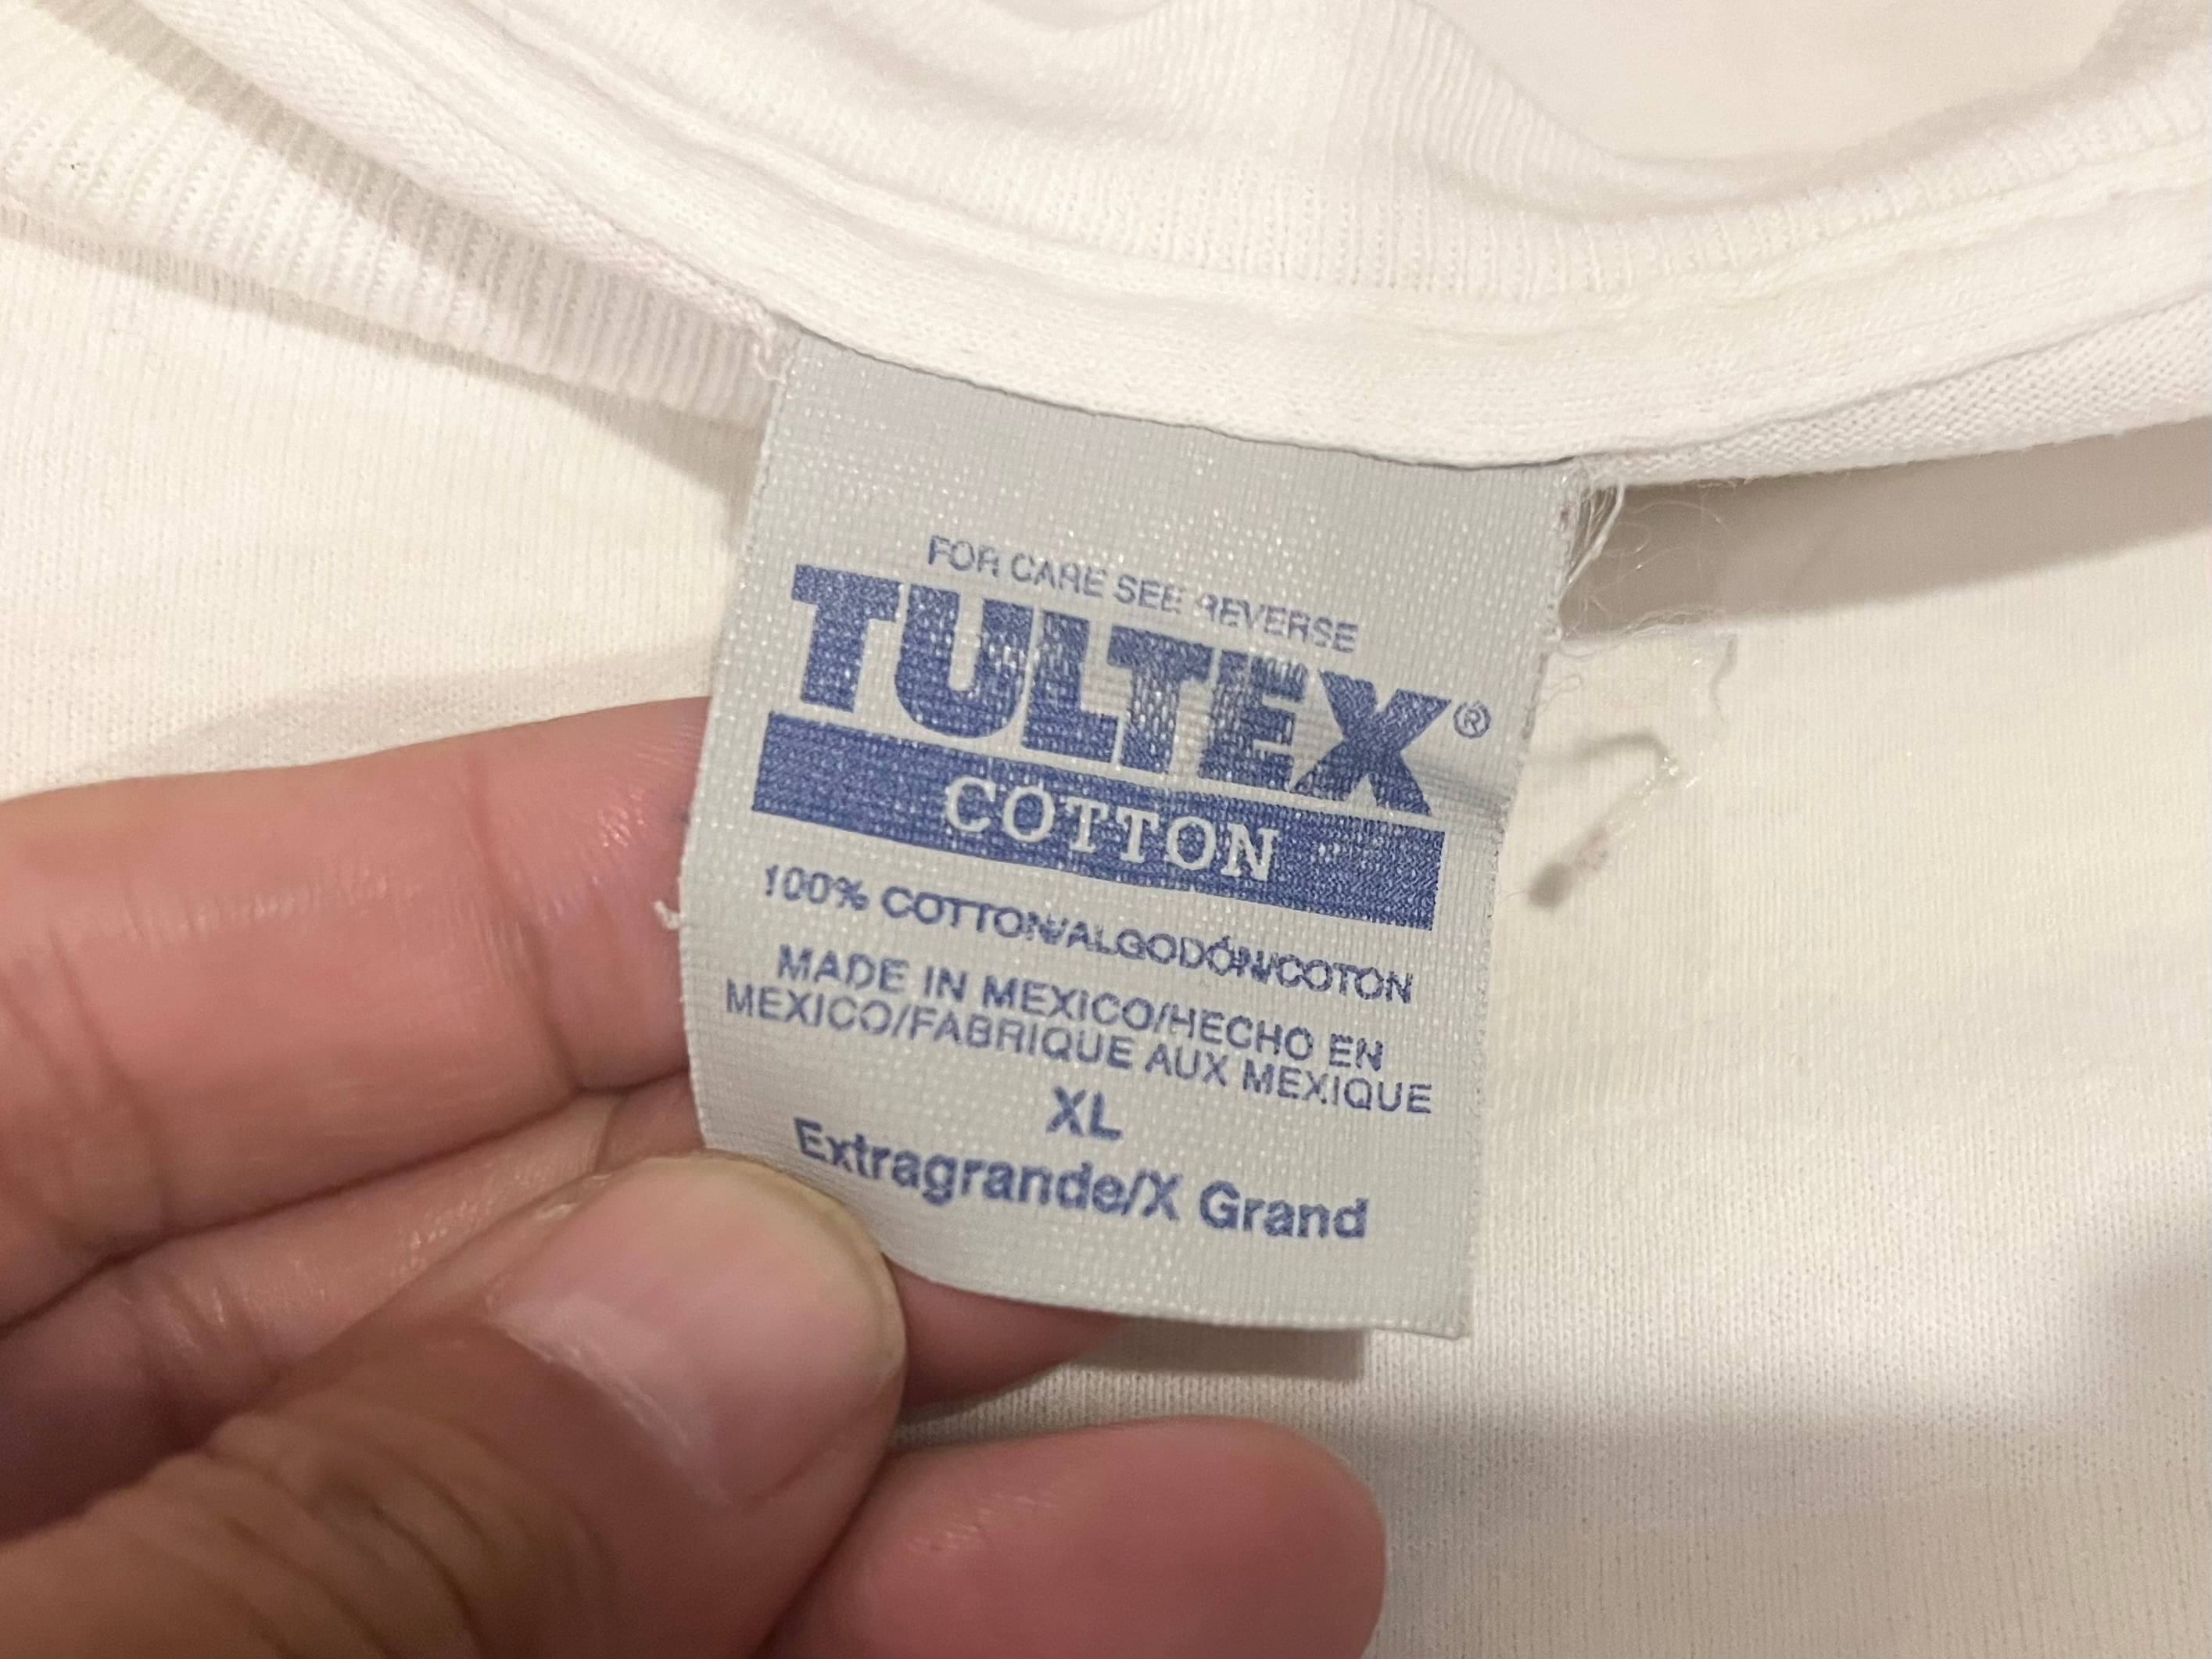 FOR CARE SEE REVERSE
TULTEX®
COTTON
100% COTTON/ALGODÓN/COTON
MADE IN MEXICO/HECHO EN
MEXICO/FABRIQUE AUX MEXIQUE
XL
Extragrande/X Grand